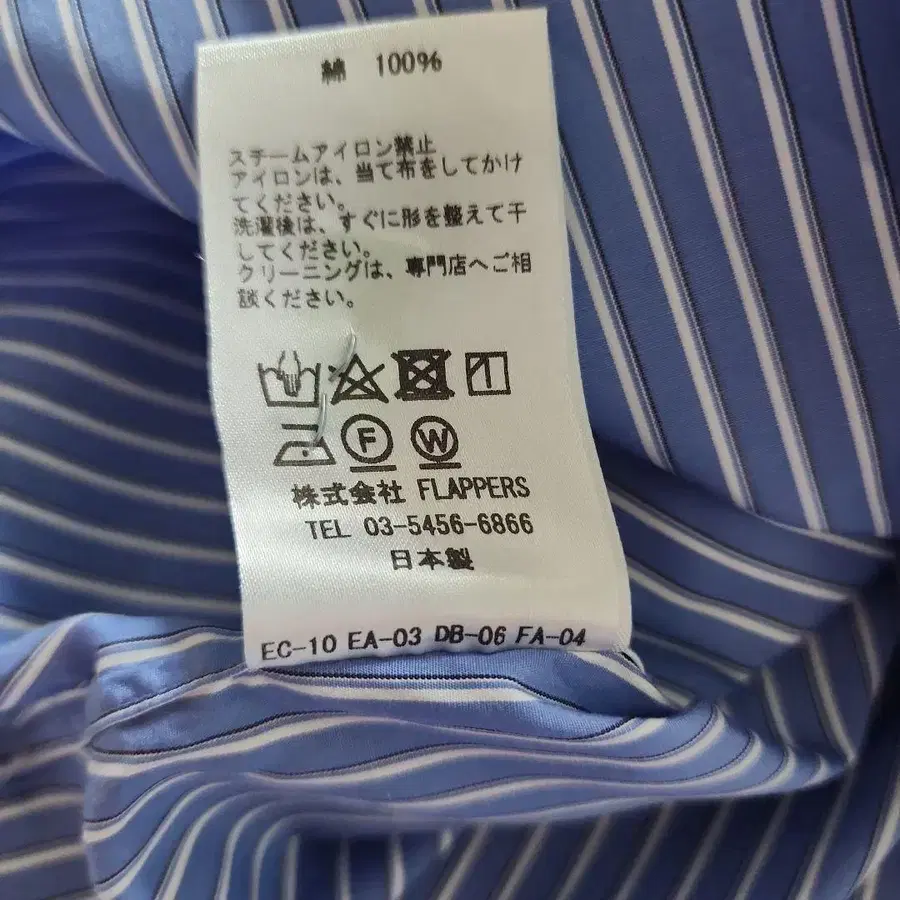 綿 100%
スチームアイロン禁止
アイロンは、当て布をしてかけ
てください。
洗濯後は、すぐに形を整えて干
してください。
クリーニングは、専門店へご相
談ください。
F W
株式会社 FLAPPERS
TEL 03-5456-6866
日本製
EC-10 EA-03 DB-06 FA-04